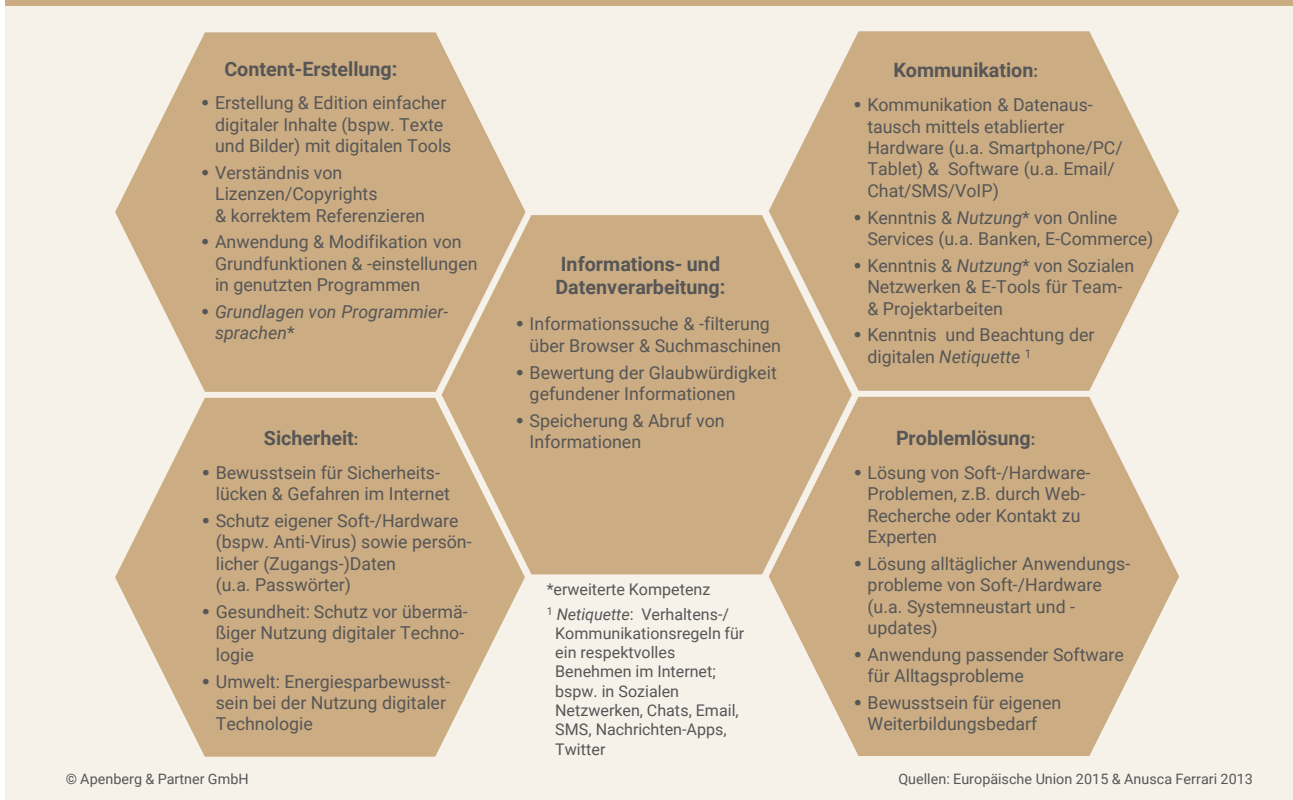 Content-Erstellung:
• Erstellung & Edition einfacher
digitaler Inhalte (bspw. Texte
und Bilder) mit digitalen Tools
• Verständnis von
Lizenzen/Copyrights
& korrektem Referenzieren
• Anwendung & Modifikation von
Grundfunktionen & -einstellungen
in genutzten Programmen
• Grundlagen von Programmier-
sprachen*
Kommunikation:
• Kommunikation & Datenaus-
tausch mittels etablierter
Hardware (u.a. Smartphone/PC/
Tablet) & Software (u.a. Email/
Chat/SMS/VoIP)
• Kenntnis & Nutzung* von Online
Services (u.a. Banken, E-Commerce)
• Kenntnis & Nutzung* von Sozialen
Netzwerken & E-Tools für Team-
& Projektarbeiten
• Kenntnis und Beachtung der
digitalen Netiquette ¹
Informations- und
Datenverarbeitung:
• Informationssuche & -filterung
über Browser & Suchmaschinen
• Bewertung der Glaubwürdigkeit
gefundener Informationen
• Speicherung & Abruf von
Informationen
Sicherheit:
• Bewusstsein für Sicherheits-
lücken & Gefahren im Internet
• Schutz eigener Soft-/Hardware
(bspw. Anti-Virus) sowie persön-
licher (Zugangs-)Daten
(u.a. Passwörter)
• Gesundheit: Schutz vor übermä-
ßiger Nutzung digitaler Techno-
logie
• Umwelt: Energiesparbewusst-
sein bei der Nutzung digitaler
Technologie
Problemlösung:
• Lösung von Soft-/Hardware-
Problemen, z.B. durch Web-
Recherche oder Kontakt zu
Experten
• Lösung alltäglicher Anwendungs-
probleme von Soft-/Hardware
(u.a. Systemneustart und -
updates)
• Anwendung passender Software
für Alltagsprobleme
• Bewusstsein für eigenen
Weiterbildungsbedarf
*erweiterte Kompetenz
¹ Netiquette: Verhaltens-/
Kommunikationsregeln für
ein respektvolles
Benehmen im Internet;
bspw. in Sozialen
Netzwerken, Chats, Email,
SMS, Nachrichten-Apps,
Twitter
© Apenberg & Partner GmbH
Quellen: Europäische Union 2015 & Anusca Ferrari 2013